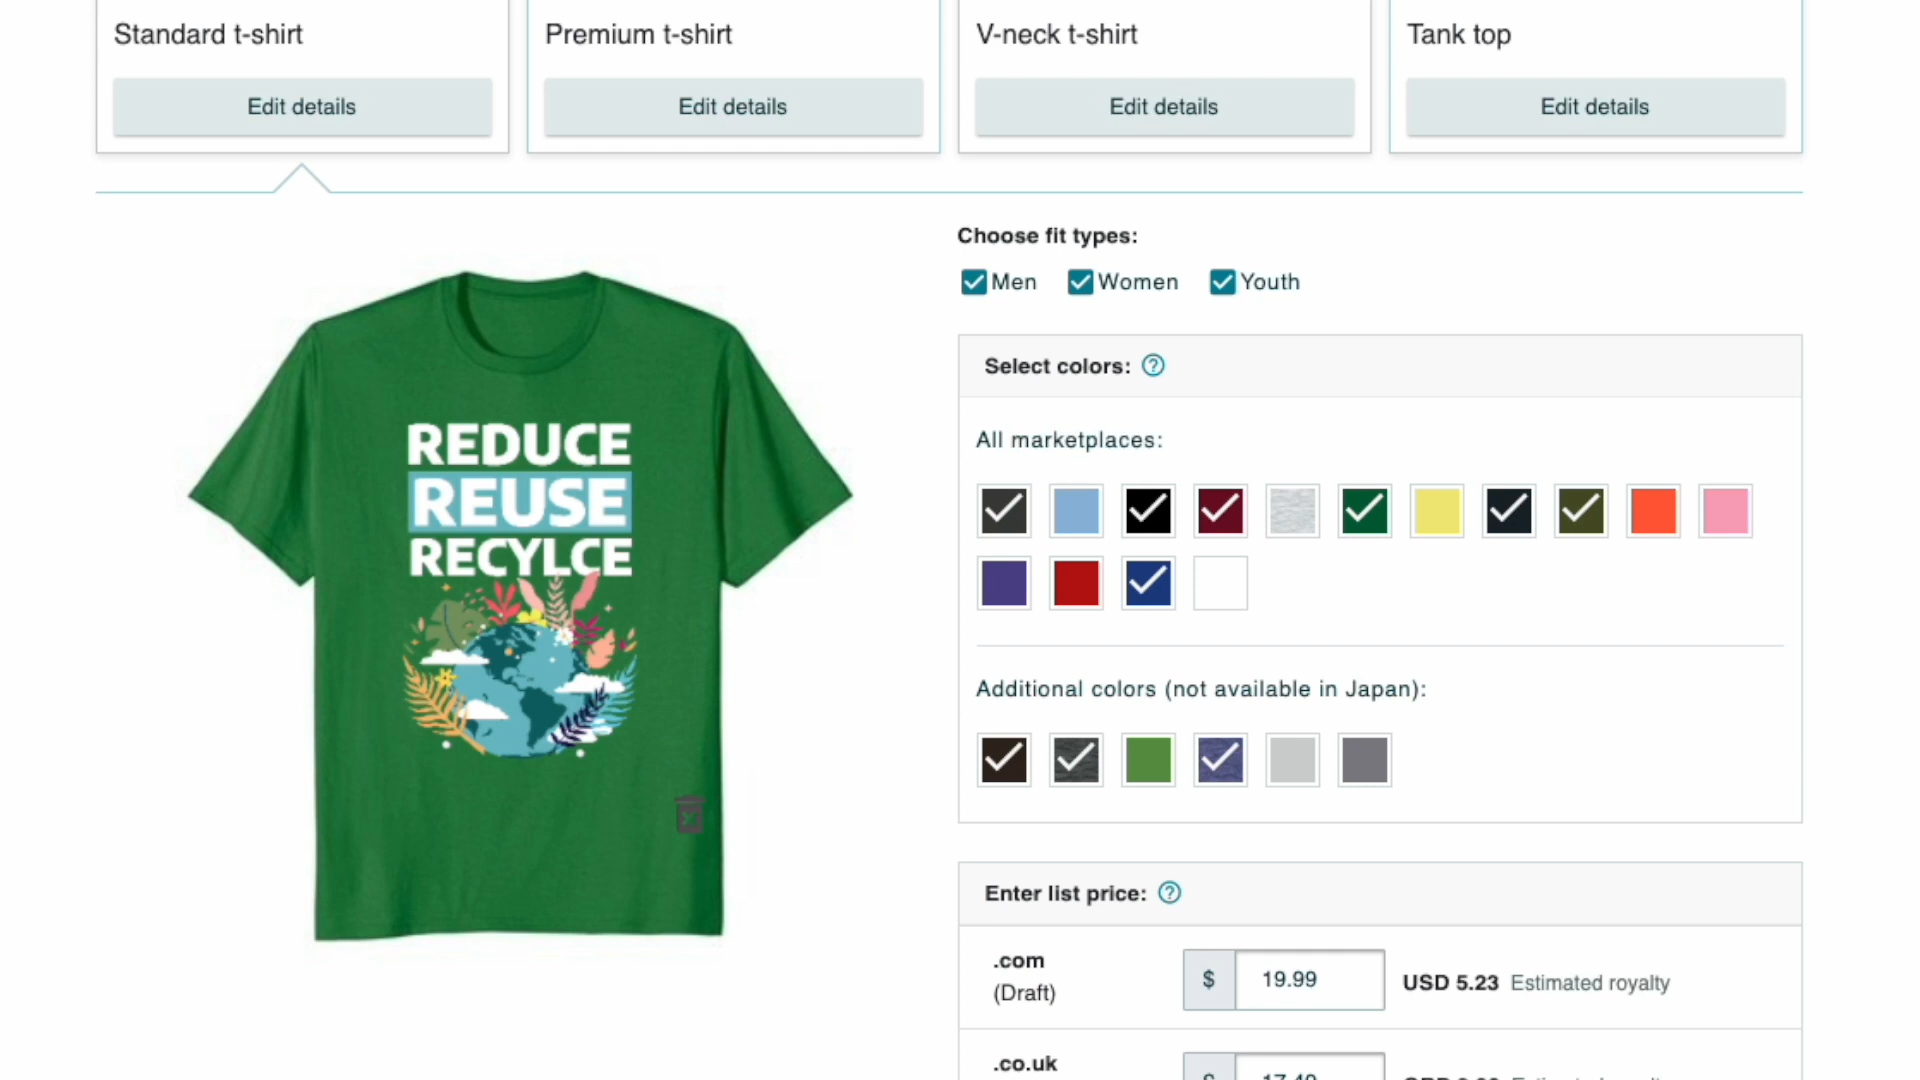 Standard t-shirt
Premium t-shirt
V-neck t-shirt
Tank top
Edit details
Edit details
Edit details
Edit details
Choose fit types:
Men Women Youth
REDUCE
REUSE
RECYLCE
Select colors: ?
All marketplaces:
Additional colors (not available in Japan):
Enter list price: ?
.com
(Draft)
$ 19.99 USD 5.23 Estimated royalty
.co.uk